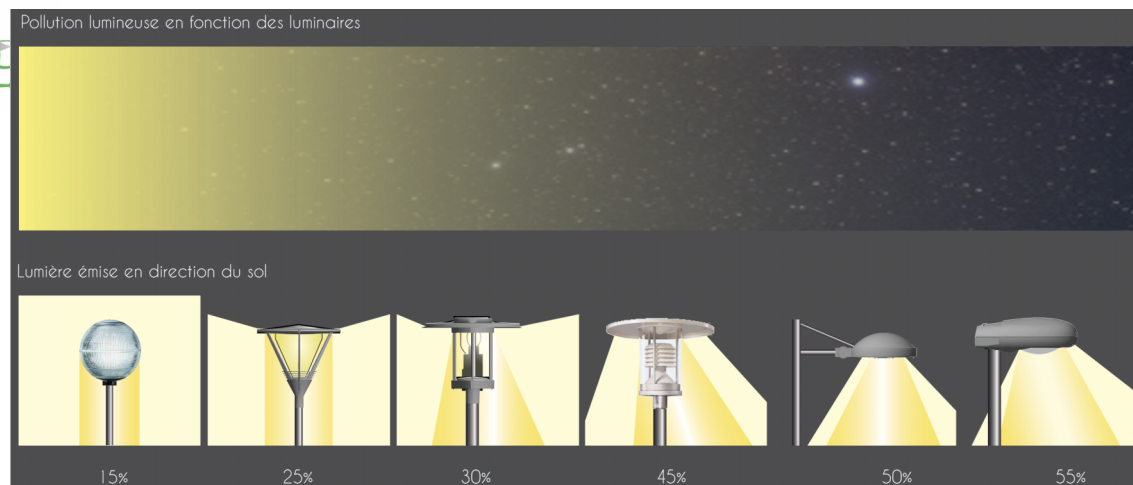 Pollution lumineuse en fonction des luminaires
Lumière émise en direction du sol
15% 25% 30% 45% 50% 55%